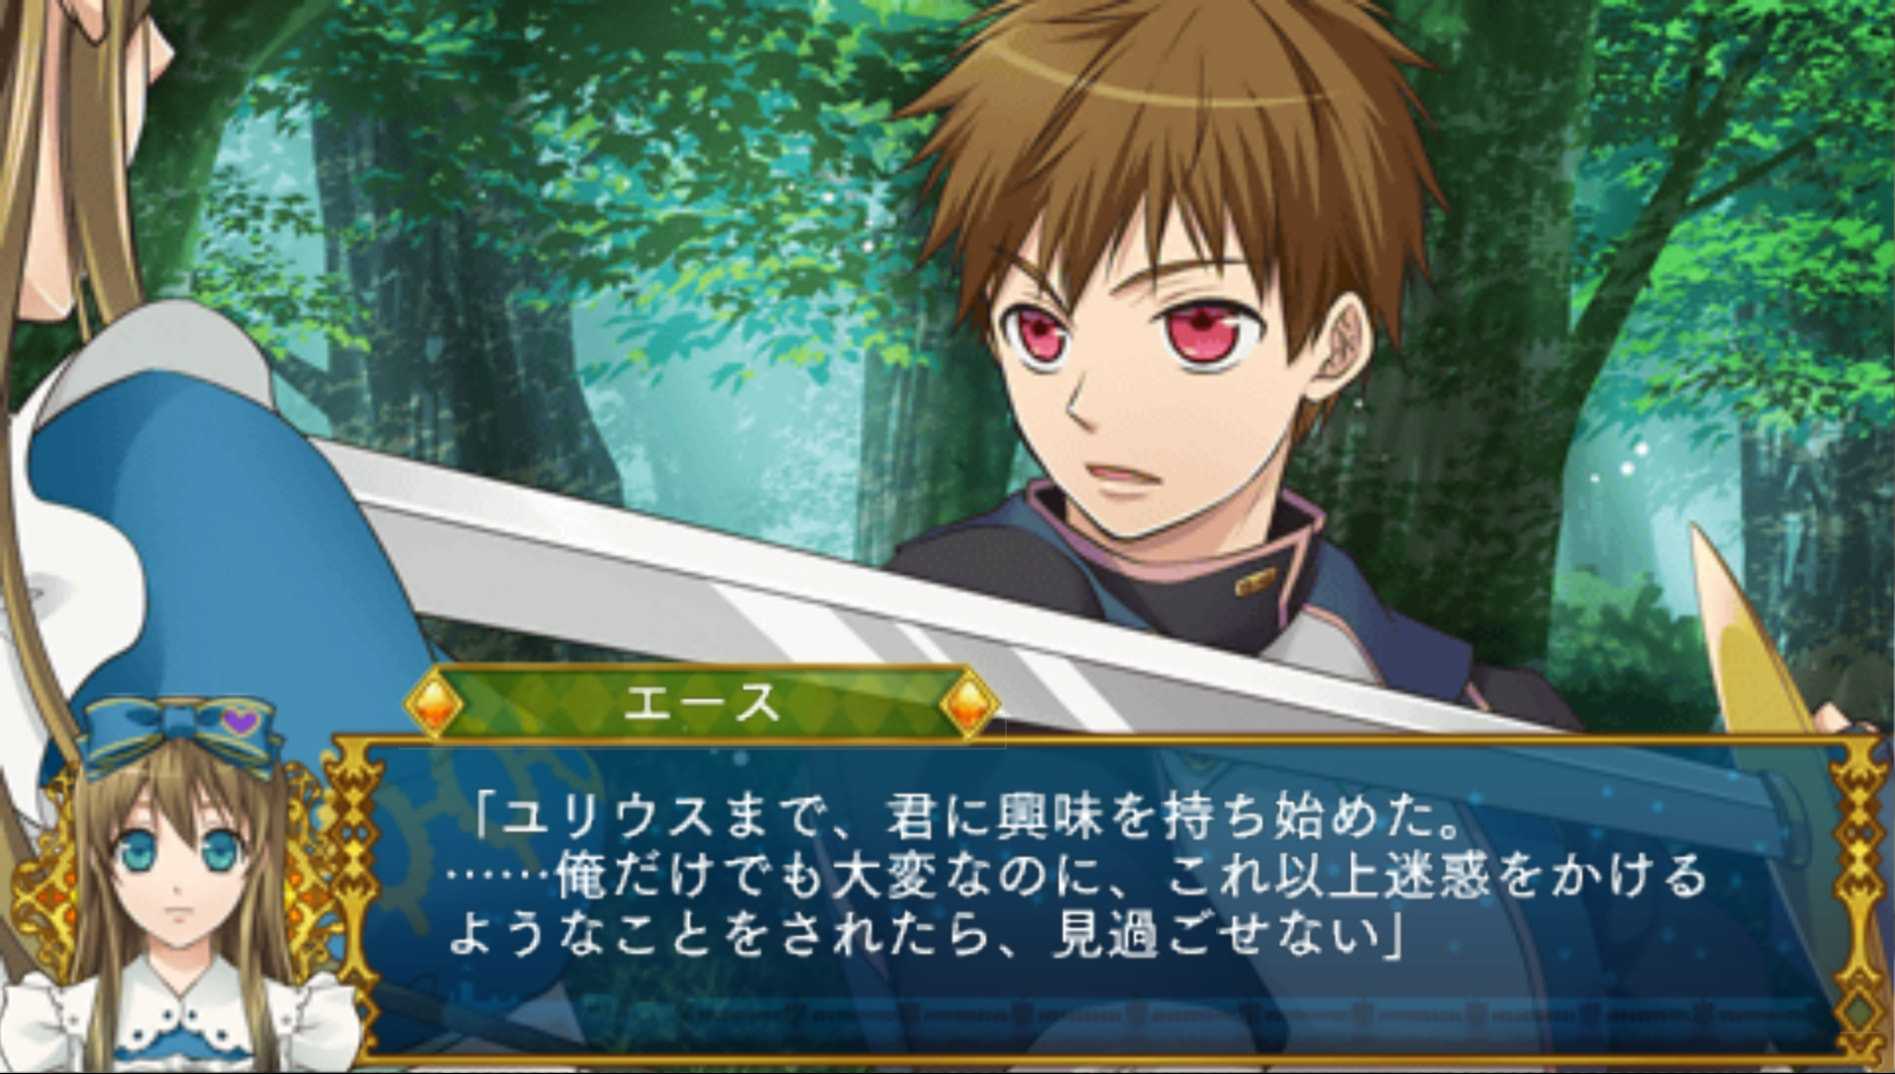 エース
「ユリウスまで、君に興味を持ち始めた。
……俺だけでも大変なのに、これ以上迷惑をかける
ようなことをされたら、見過ごせない」